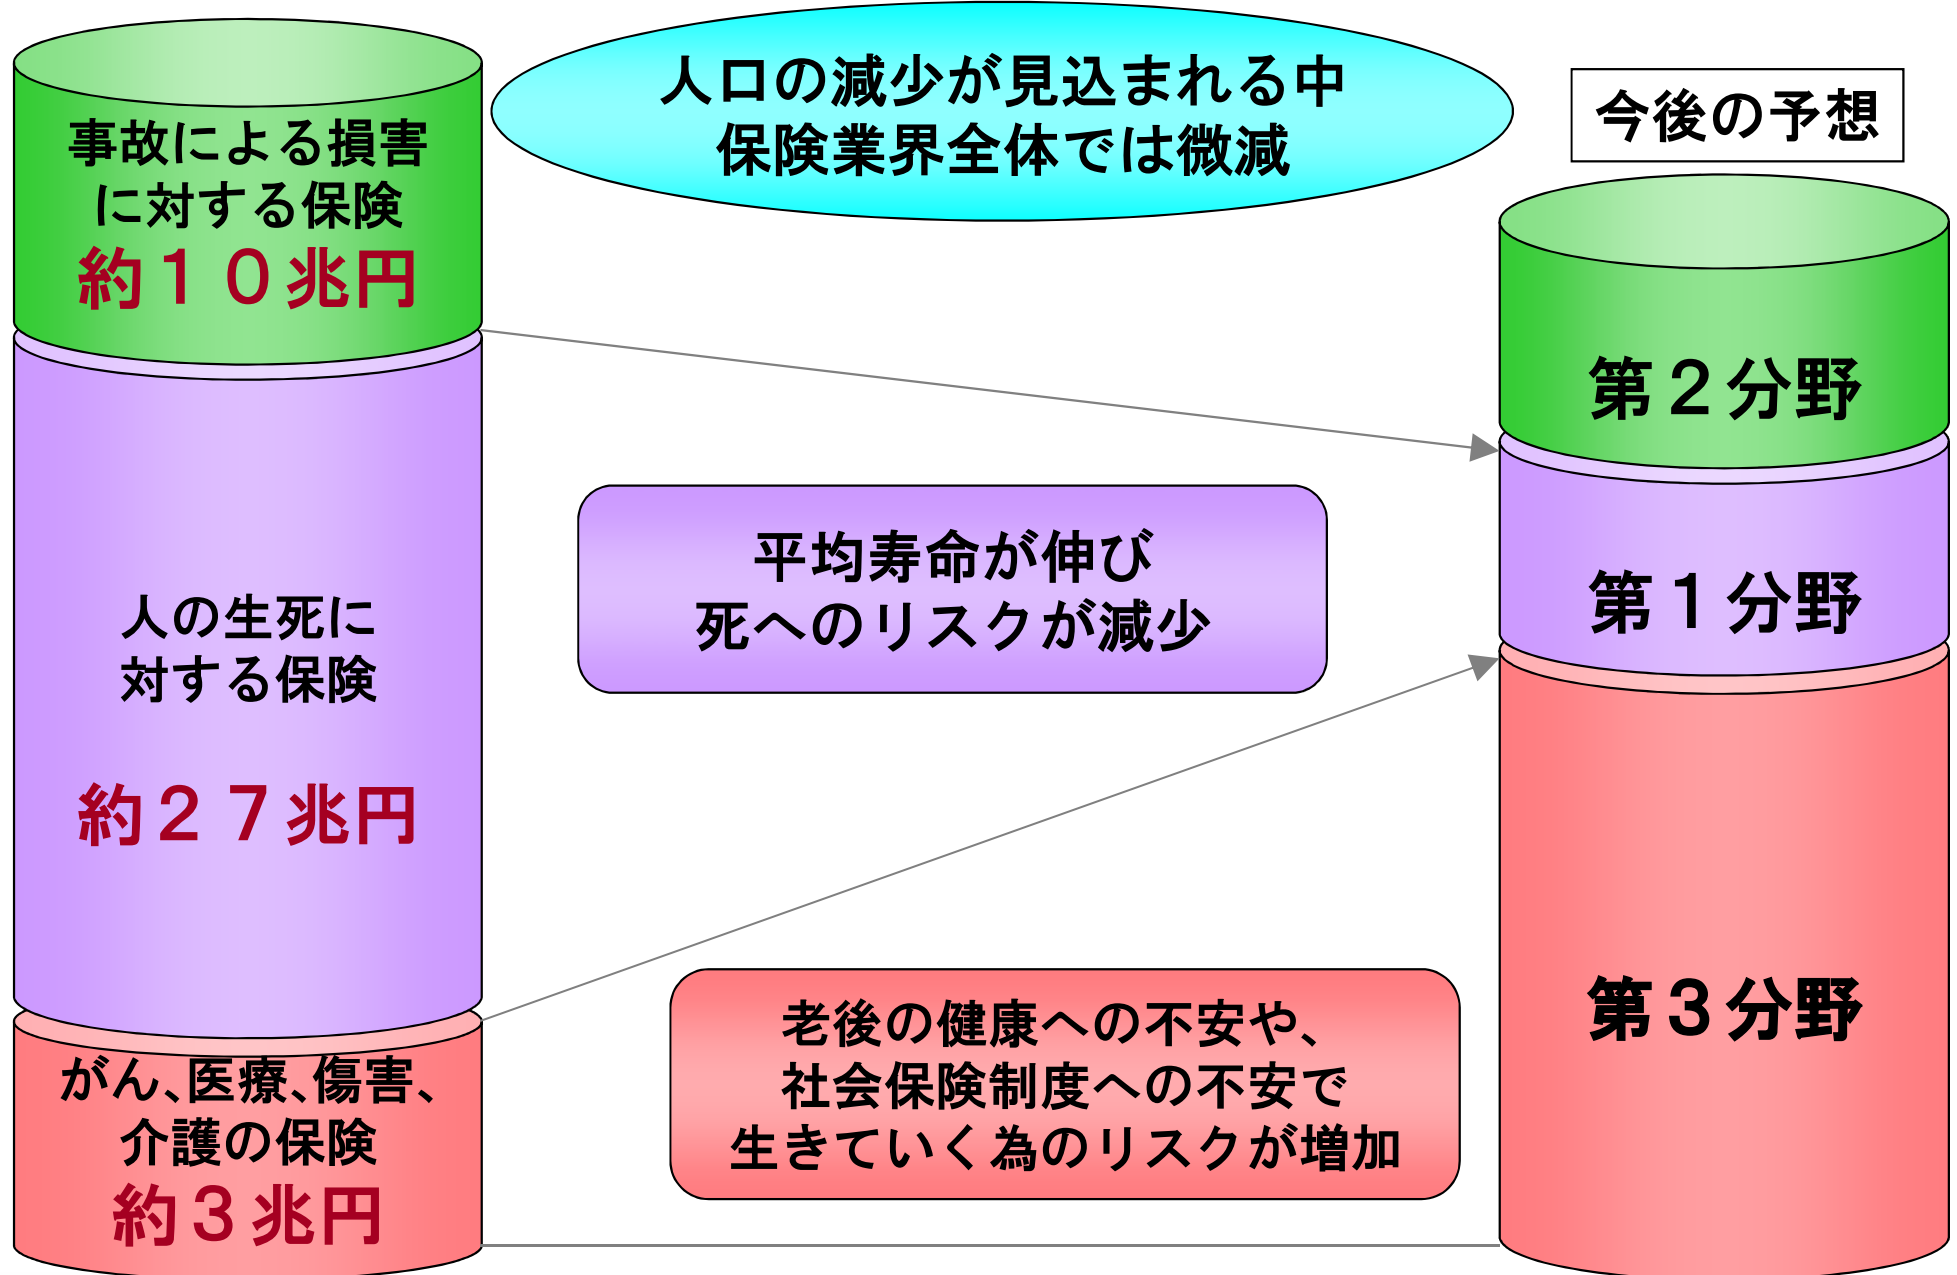 事故による損害
に対する保険
約１０兆円
人の生死に
対する保険
約２７兆円
がん、医療、傷害、
介護の保険
約３兆円
人口の減少が見込まれる中
保険業界全体では微減
平均寿命が伸び
死へのリスクが減少
老後の健康への不安や、
社会保険制度への不安で
生きていく為のリスクが増加
今後の予想
第２分野
第１分野
第３分野